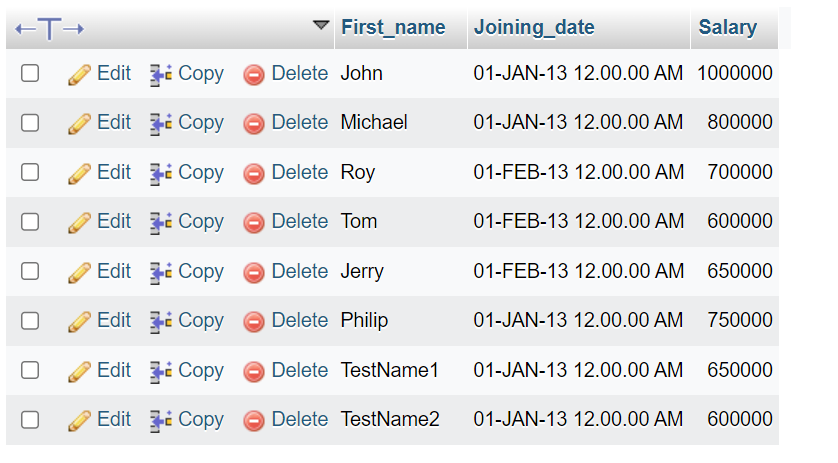 First_name Joining_date Salary
Edit Copy Delete John 01-JAN-13 12.00.00 AM 1000000
Edit Copy Delete Michael 01-JAN-13 12.00.00 AM 800000
Edit Copy Delete Roy 01-FEB-13 12.00.00 AM 700000
Edit Copy Delete Tom 01-FEB-13 12.00.00 AM 600000
Edit Copy Delete Jerry 01-FEB-13 12.00.00 AM 650000
Edit Copy Delete Philip 01-JAN-13 12.00.00 AM 750000
Edit Copy Delete TestName1 01-JAN-13 12.00.00 AM 650000
Edit Copy Delete TestName2 01-JAN-13 12.00.00 AM 600000